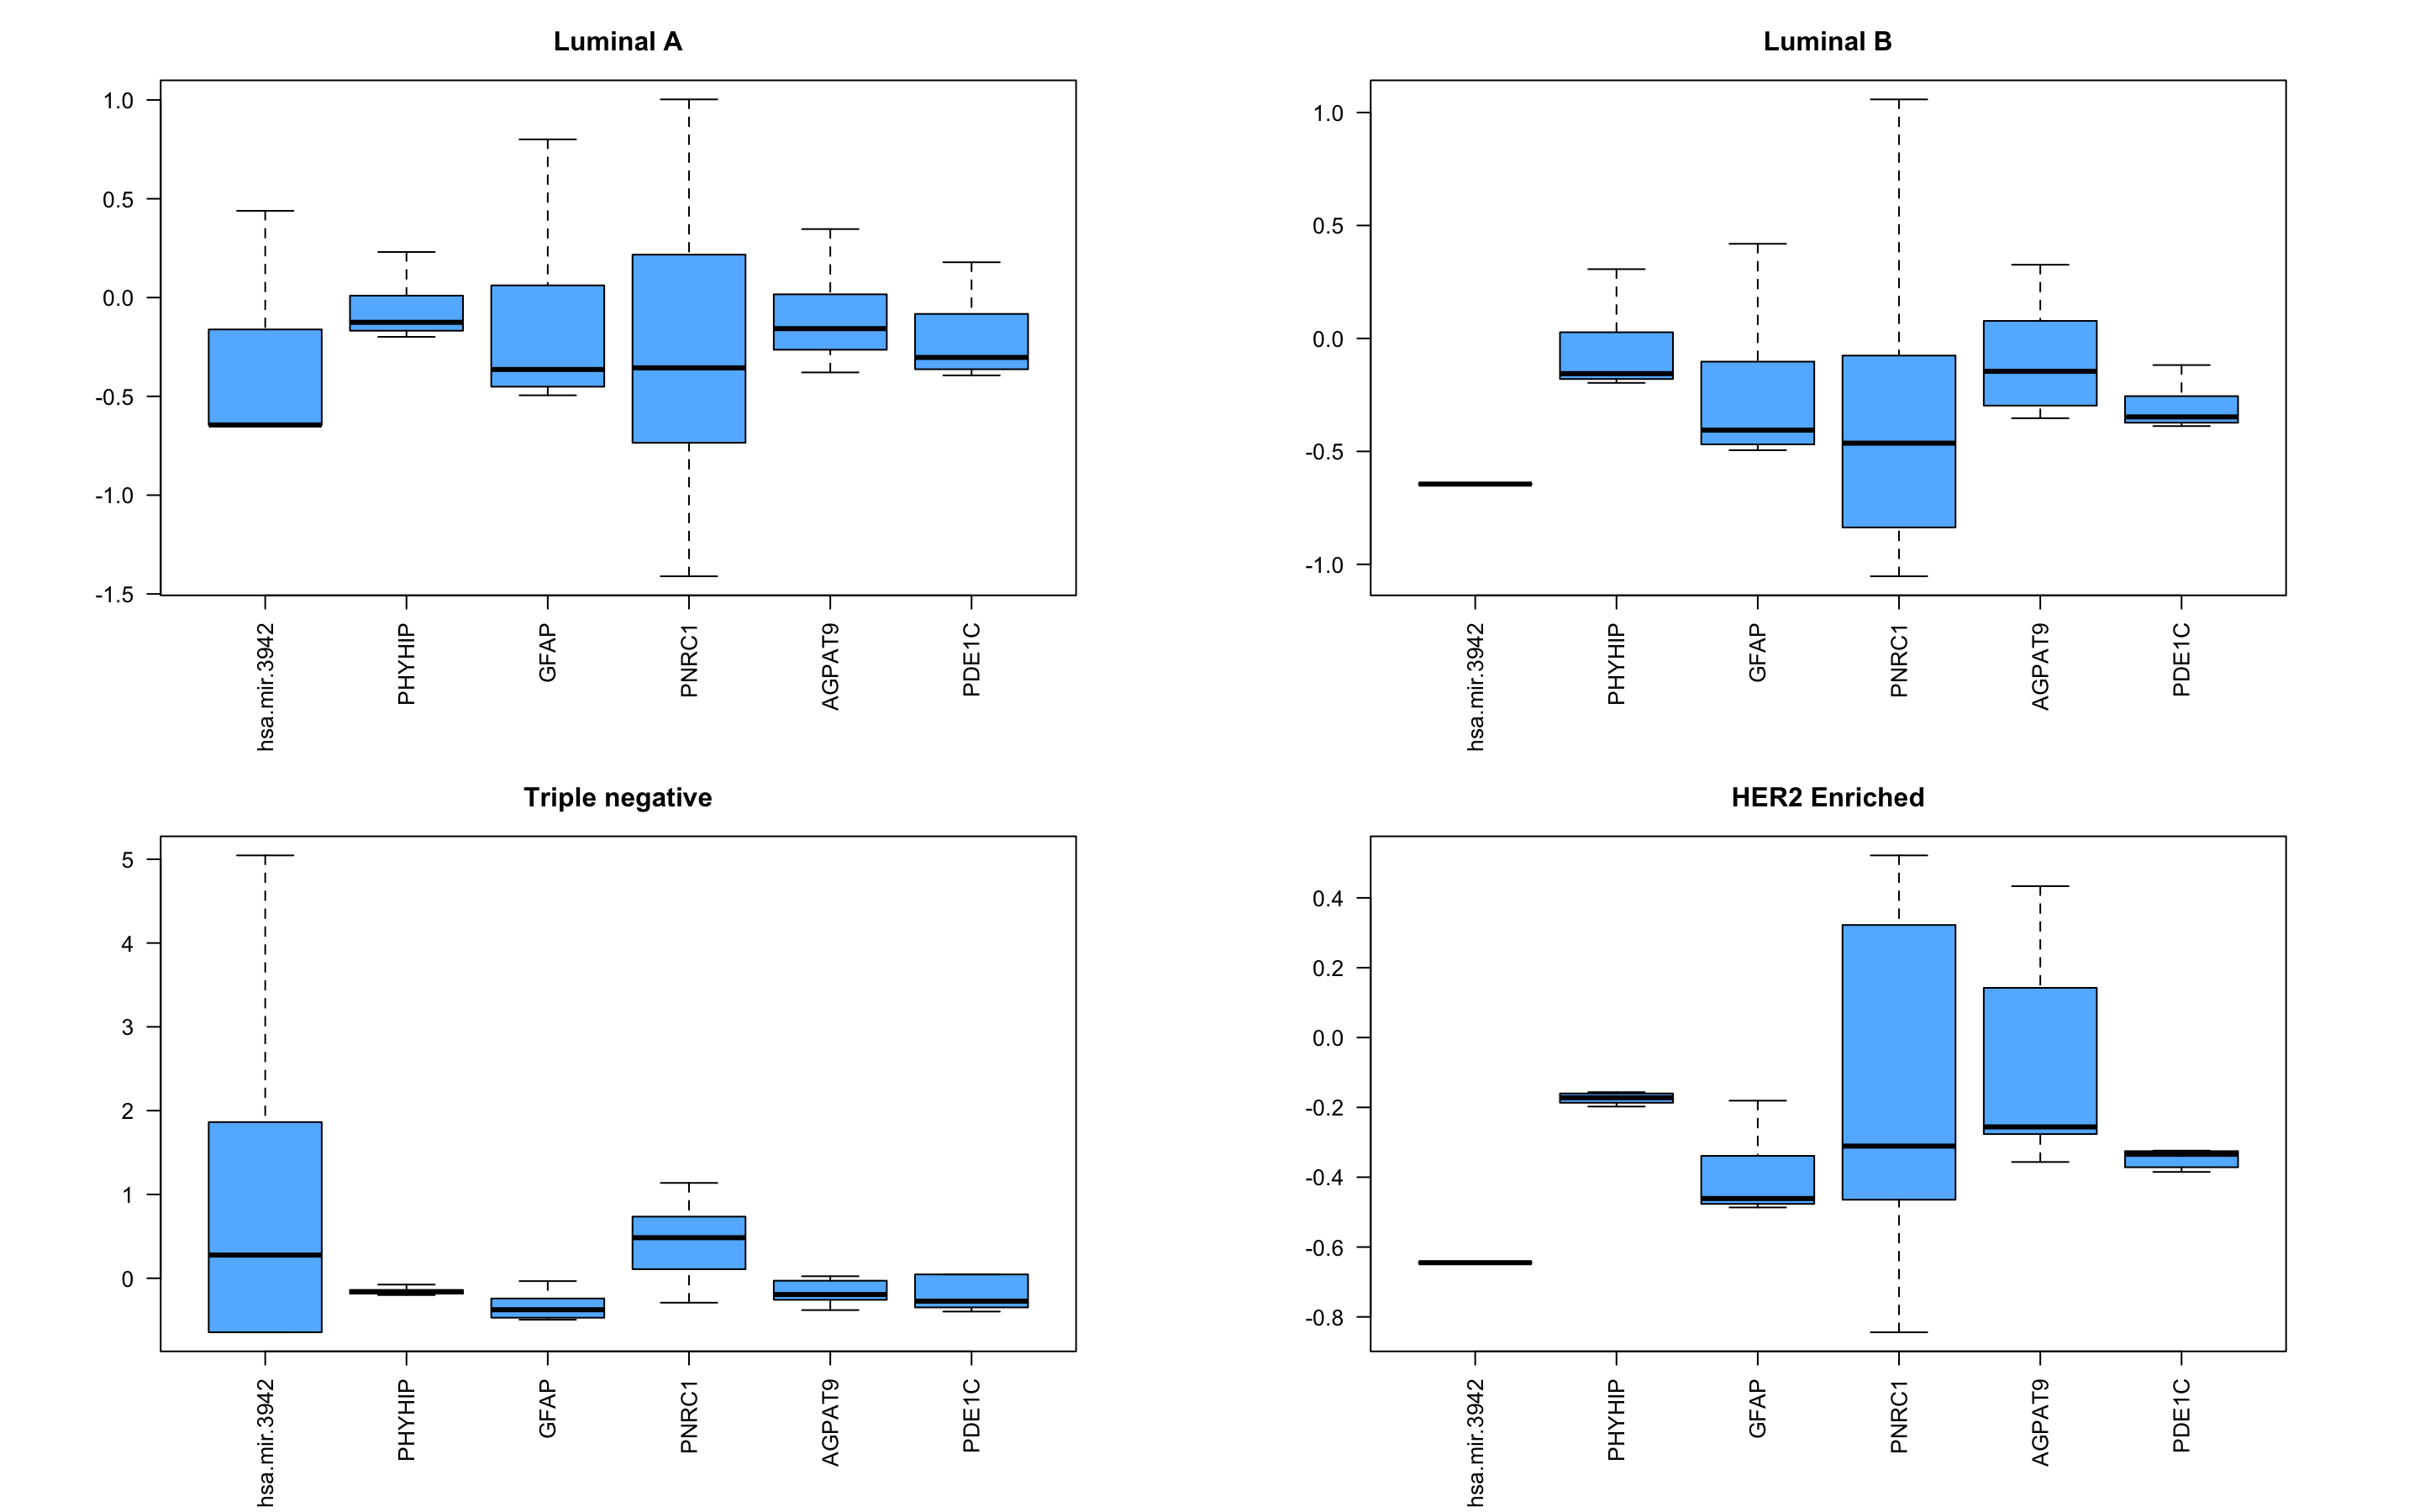 Luminal A
1.0
0.5
0.0
-0.5
-1.0
-1.5
hsa.mir.3942
PHYHIP
GFAP
PNRC1
AGPAT9
PDE1C
Luminal B
1.0
0.5
0.0
-0.5
-1.0
hsa.mir.3942
PHYHIP
GFAP
PNRC1
AGPAT9
PDE1C
Triple negative
5
4
3
2
1
0
hsa.mir.3942
PHYHIP
GFAP
PNRC1
AGPAT9
PDE1C
HER2 Enriched
0.4
0.2
0.0
-0.2
-0.4
-0.6
-0.8
hsa.mir.3942
PHYHIP
GFAP
PNRC1
AGPAT9
PDE1C